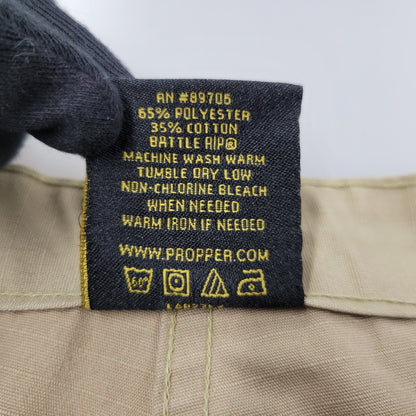 RN #89705
65% POLYESTER
35% COTTON
BATTLE RIP®
MACHINE WASH WARM
TUMBLE DRY LOW
NON-CHLORINE BLEACH
WHEN NEEDED
WARM IRON IF NEEDED
WWW.PROPPER.COM